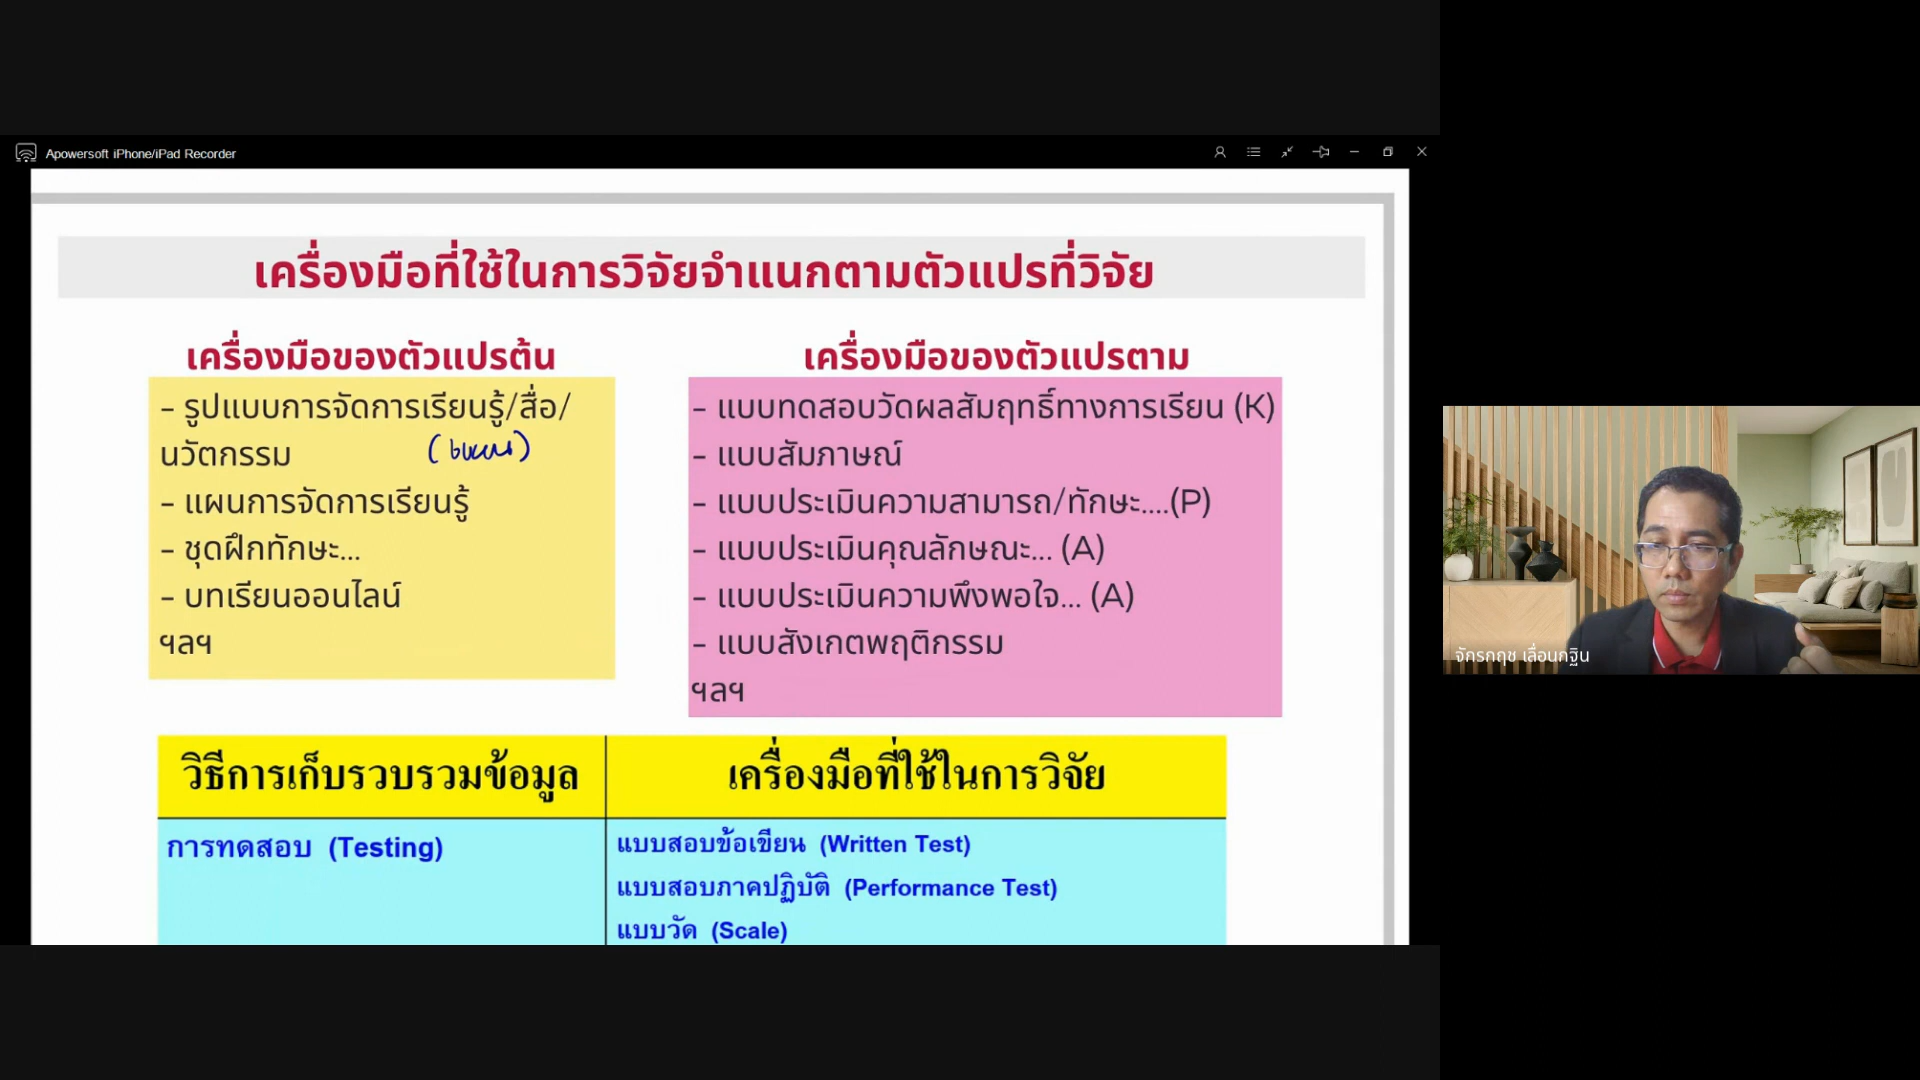 Apowersoft iPhone/iPad Recorder
เครื่องมือที่ใช้ในการวิจัยจำแนกตามตัวแปรที่วิจัย
เครื่องมือของตัวแปรต้น
– รูปแบบการจัดการเรียนรู้/สื่อ/
นวัตกรรม
– แผนการจัดการเรียนรู้
– ชุดฝึกทักษะ...
– บทเรียนออนไลน์
ฯลฯ
เครื่องมือของตัวแปรตาม
– แบบทดสอบวัดผลสัมฤทธิ์ทางการเรียน (K)
– แบบสัมภาษณ์
– แบบประเมินความสามารถ/ทักษะ....(P)
– แบบประเมินคุณลักษณะ... (A)
– แบบประเมินความพึงพอใจ... (A)
– แบบสังเกตพฤติกรรม
ฯลฯ
วิธีการเก็บรวบรวมข้อมูล
เครื่องมือที่ใช้ในการวิจัย
การทดสอบ (Testing)
แบบสอบข้อเขียน (Written Test)
แบบสอบภาคปฏิบัติ (Performance Test)
แบบวัด (Scale)
จักรกฤช เลื่อนกฐิน